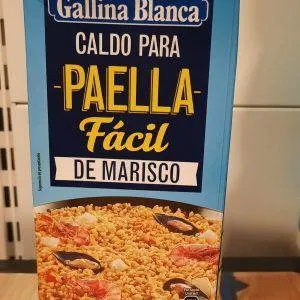 Gallina Blanca
CALDO PARA
-PAELLA-
Fácil
DE MARISCO